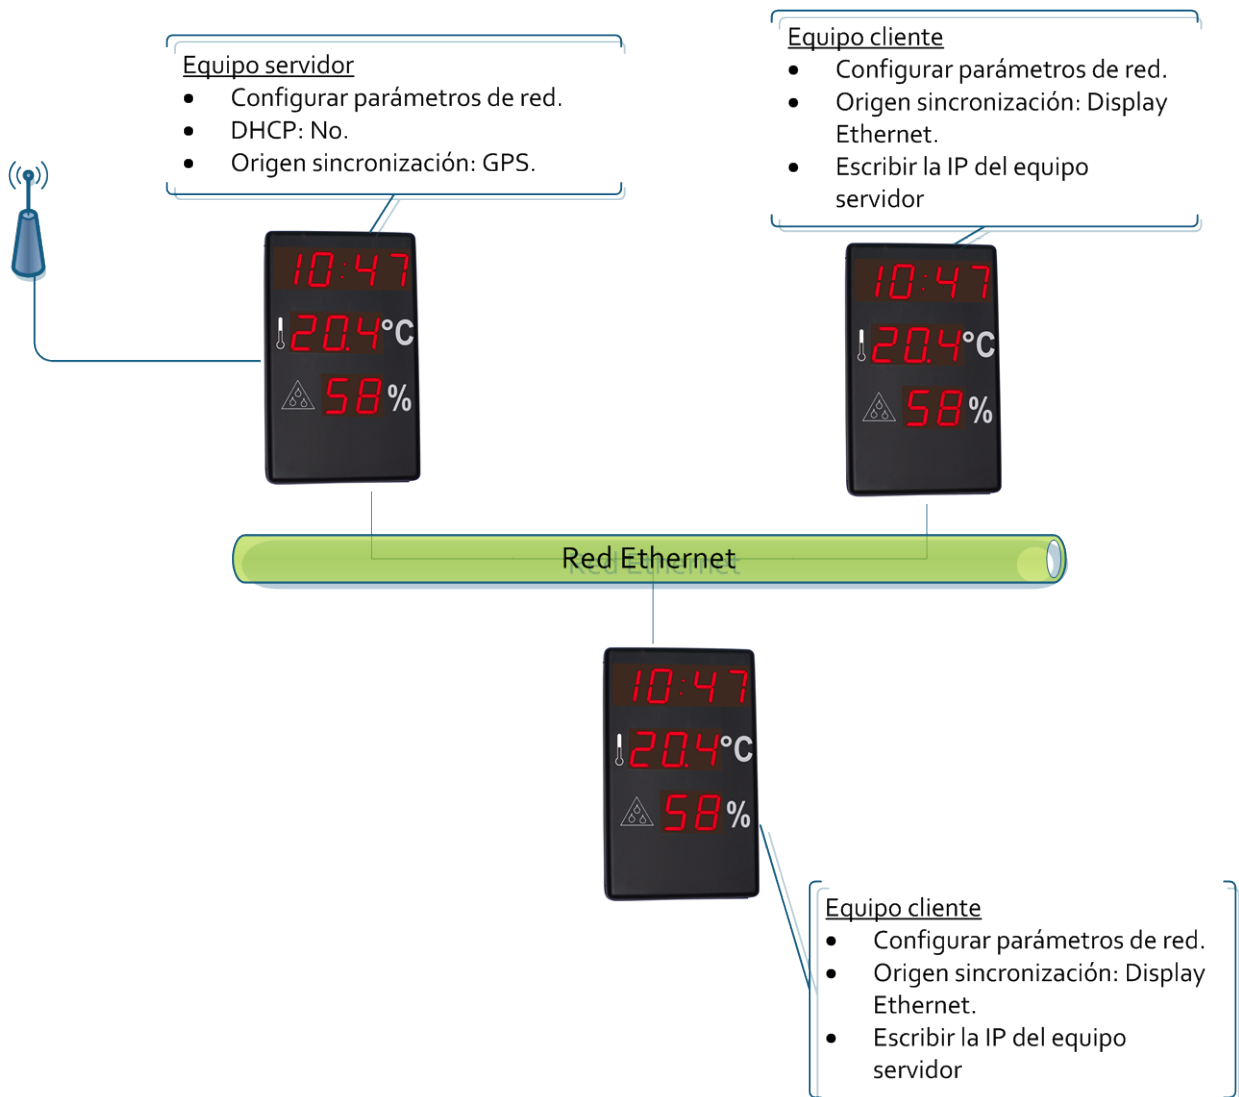 Equipo servidor
• Configurar parámetros de red.
• DHCP: No.
• Origen sincronización: GPS.
Equipo cliente
• Configurar parámetros de red.
• Origen sincronización: Display
Ethernet.
• Escribir la IP del equipo
servidor
10:47
20.4°C
58%
10:47
20.4°C
58%
Red Ethernet
10:47
20.4°C
58%
Equipo cliente
• Configurar parámetros de red.
• Origen sincronización: Display
Ethernet.
• Escribir la IP del equipo
servidor